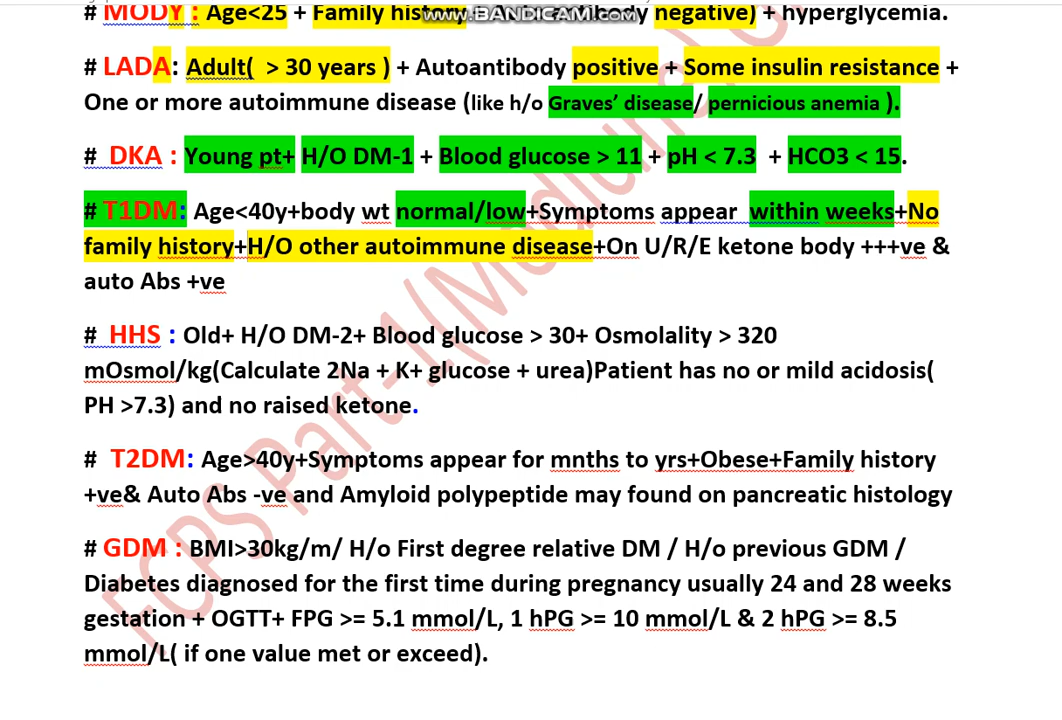 # MODY : Age<25 + Family history + negative) + hyperglycemia.
www.BANDICAM.com
# LADA: Adult( > 30 years ) + Autoantibody positive + Some insulin resistance +
One or more autoimmune disease (like h/o Graves’ disease/ pernicious anemia ).
# DKA : Young pt+ H/O DM-1 + Blood glucose > 11 + pH < 7.3 + HCO3 < 15.
# T1DM: Age<40y+body wt normal/low+Symptoms appear within weeks+No
family history+H/O other autoimmune disease+On U/R/E ketone body +++ve &
auto Abs +ve
# HHS : Old+ H/O DM-2+ Blood glucose > 30+ Osmolality > 320
mOsmol/kg(Calculate 2Na + K+ glucose + urea)Patient has no or mild acidosis(
PH >7.3) and no raised ketone.
# T2DM: Age>40y+Symptoms appear for mnths to yrs+Obese+Family history
+ve& Auto Abs -ve and Amyloid polypeptide may found on pancreatic histology
# GDM : BMI>30kg/m/ H/o First degree relative DM / H/o previous GDM /
Diabetes diagnosed for the first time during pregnancy usually 24 and 28 weeks
gestation + OGTT+ FPG >= 5.1 mmol/L, 1 hPG >= 10 mmol/L & 2 hPG >= 8.5
mmol/L( if one value met or exceed).
FCPS Part-1(Medicine)